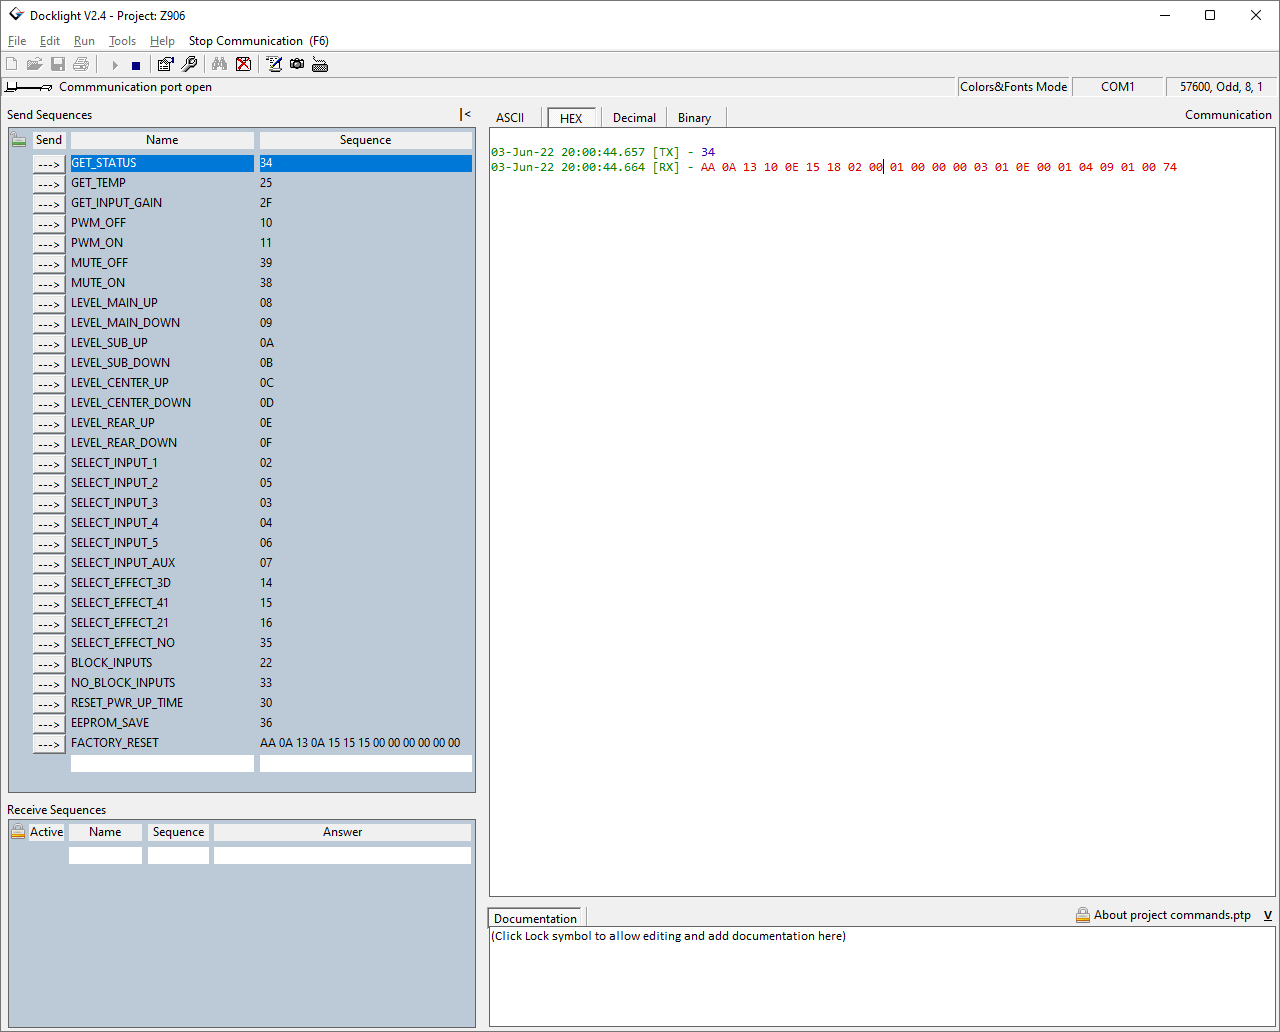 Docklight V2.4 - Project: Z906
File Edit Run Tools Help Stop Communication (F6)
Commmunication port open Colors&Fonts Mode COM1 57600, Odd, 8, 1
Send Sequences
Send Name Sequence
---> GET_STATUS 34
---> GET_TEMP 25
---> GET_INPUT_GAIN 2F
---> PWM_OFF 10
---> PWM_ON 11
---> MUTE_OFF 39
---> MUTE_ON 38
---> LEVEL_MAIN_UP 08
---> LEVEL_MAIN_DOWN 09
---> LEVEL_SUB_UP 0A
---> LEVEL_SUB_DOWN 0B
---> LEVEL_CENTER_UP 0C
---> LEVEL_CENTER_DOWN 0D
---> LEVEL_REAR_UP 0E
---> LEVEL_REAR_DOWN 0F
---> SELECT_INPUT_1 02
---> SELECT_INPUT_2 05
---> SELECT_INPUT_3 03
---> SELECT_INPUT_4 04
---> SELECT_INPUT_5 06
---> SELECT_INPUT_AUX 07
---> SELECT_EFFECT_3D 14
---> SELECT_EFFECT_41 15
---> SELECT_EFFECT_21 16
---> SELECT_EFFECT_NO 35
---> BLOCK_INPUTS 22
---> NO_BLOCK_INPUTS 33
---> RESET_PWR_UP_TIME 30
---> EEPROM_SAVE 36
---> FACTORY_RESET AA 0A 13 0A 15 15 15 00 00 00 00 00 00
Receive Sequences
Active Name Sequence Answer
ASCII HEX Decimal Binary Communication
03-Jun-22 20:00:44.657 [TX] - 34
03-Jun-22 20:00:44.664 [RX] - AA 0A 13 10 0E 15 18 02 00 01 00 00 00 03 01 0E 00 01 04 09 01 00 74
Documentation About project commands.ptp V
(Click Lock symbol to allow editing and add documentation here)